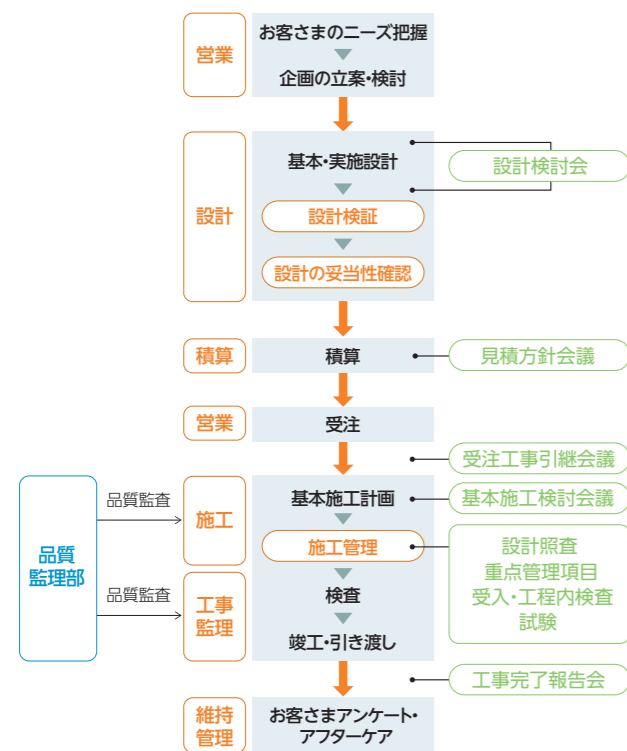 営業
お客さまのニーズ把握
企画の立案・検討
設計
基本・実施設計
設計検討会
設計検証
設計の妥当性確認
積算
積算
見積方針会議
営業
受注
受注工事引継会議
品質
監理部
品質監査
施工
基本施工計画
基本施工検討会議
施工管理
設計照査
重点管理項目
受入・工程内検査
試験
品質監査
工事
監理
検査
竣工・引き渡し
工事完了報告会
維持
管理
お客さまアンケート・
アフターケア